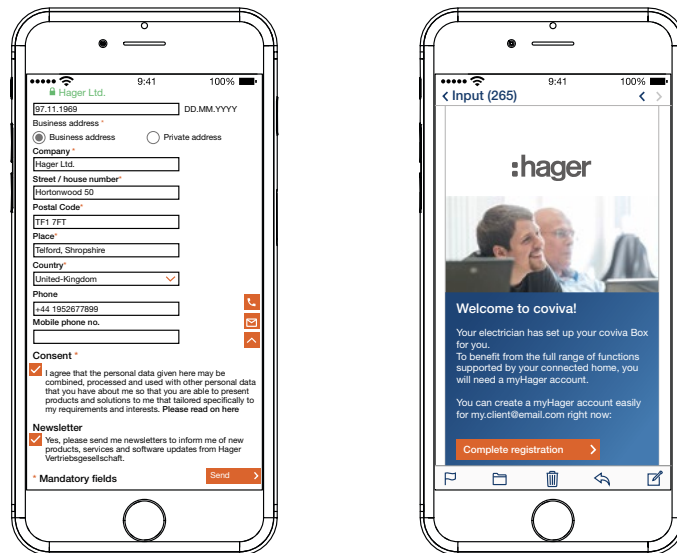 9:41
100%
Hager Ltd.
97.11.1969 DD.MM.YYYY
Business address *
Business address Private address
Company *
Hager Ltd.
Street / house number*
Hortonwood 50
Postal Code*
TF1 7FT
Place*
Telford, Shropshire
Country*
United-Kingdom
Phone
+44 1952677899
Mobile phone no.
Consent *
I agree that the personal data given here may be
combined, processed and used with other personal data
that you have about me so that you are able to present
products and solutions to me that tailored specifically to
my requirements and interests. Please read on here
Newsletter
Yes, please send me newsletters to inform me of new
products, services and software updates from Hager
Vertriebsgesellschaft.
* Mandatory fields
Send
9:41
100%
Input (265)
:hager
Welcome to coviva!
Your electrician has set up your coviva Box
for you.
To benefit from the full range of functions
supported by your connected home, you
will need a myHager account.
You can create a myHager account easily
for my.client@email.com right now:
Complete registration